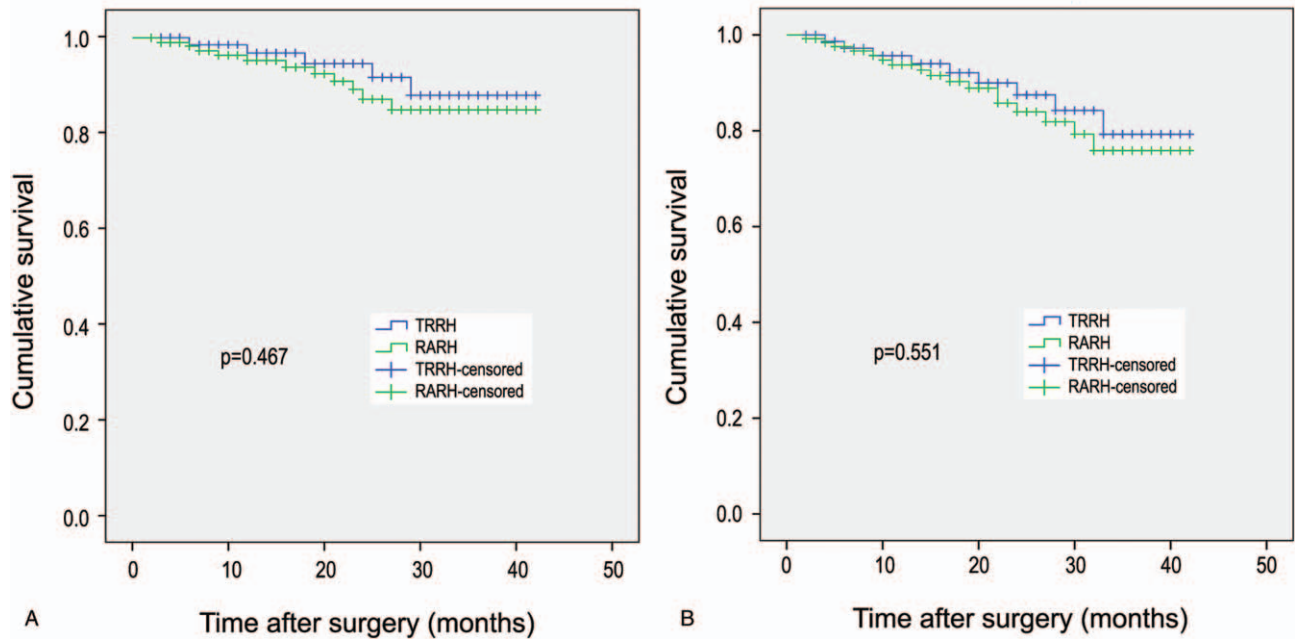 Cumulative survival
1.0
0.8
0.6
0.4
0.2
0.0
p=0.467
TRRH
RARH
TRRH-censored
RARH-censored
0 10 20 30 40 50
Time after surgery (months)
A
Cumulative survival
1.0
0.8
0.6
0.4
0.2
0.0
p=0.551
TRRH
RARH
TRRH-censored
RARH-censored
0 10 20 30 40 50
Time after surgery (months)
B